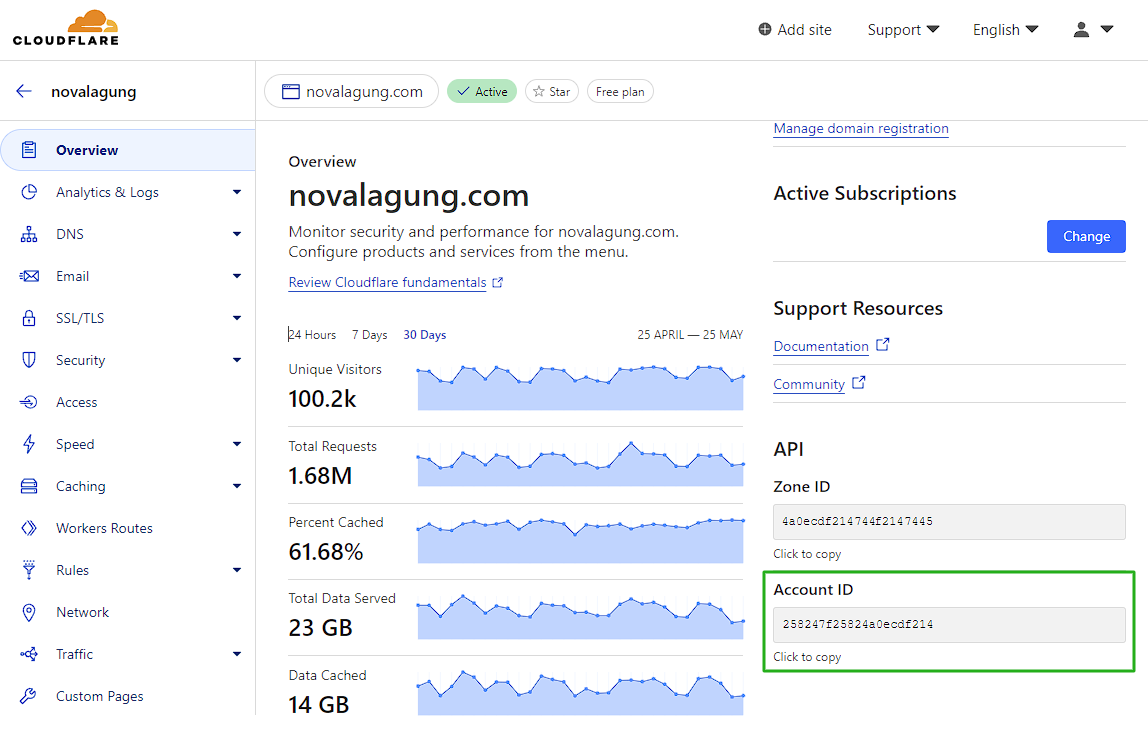 CLOUDFLARE
Add site
Support
English
novalagung
novalagung.com
Active
Star
Free plan
Overview
Analytics & Logs
DNS
Email
SSL/TLS
Security
Access
Speed
Caching
Workers Routes
Rules
Network
Traffic
Custom Pages
Overview
novalagung.com
Monitor security and performance for novalagung.com.
Configure products and services from the menu.
Review Cloudflare fundamentals
24 Hours 7 Days 30 Days 25 APRIL — 25 MAY
Unique Visitors
100.2k
Total Requests
1.68M
Percent Cached
61.68%
Total Data Served
23 GB
Data Cached
14 GB
Manage domain registration
Active Subscriptions
Change
Support Resources
Documentation
Community
API
Zone ID
4a0ecdf214744f2147445
Click to copy
Account ID
258247f25824a0ecdf214
Click to copy